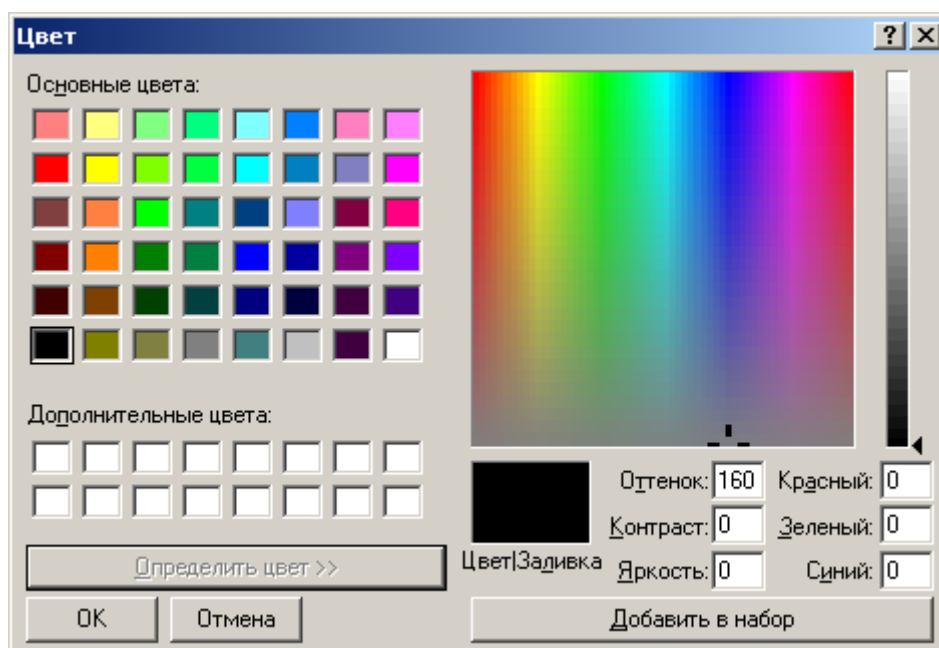 Цвет
Основные цвета:
Дополнительные цвета:
Определить цвет >>
OK
Отмена
Цвет|Заливка
Оттенок: 160
Контраст: 0
Яркость: 0
Красный: 0
Зеленый: 0
Синий: 0
Добавить в набор